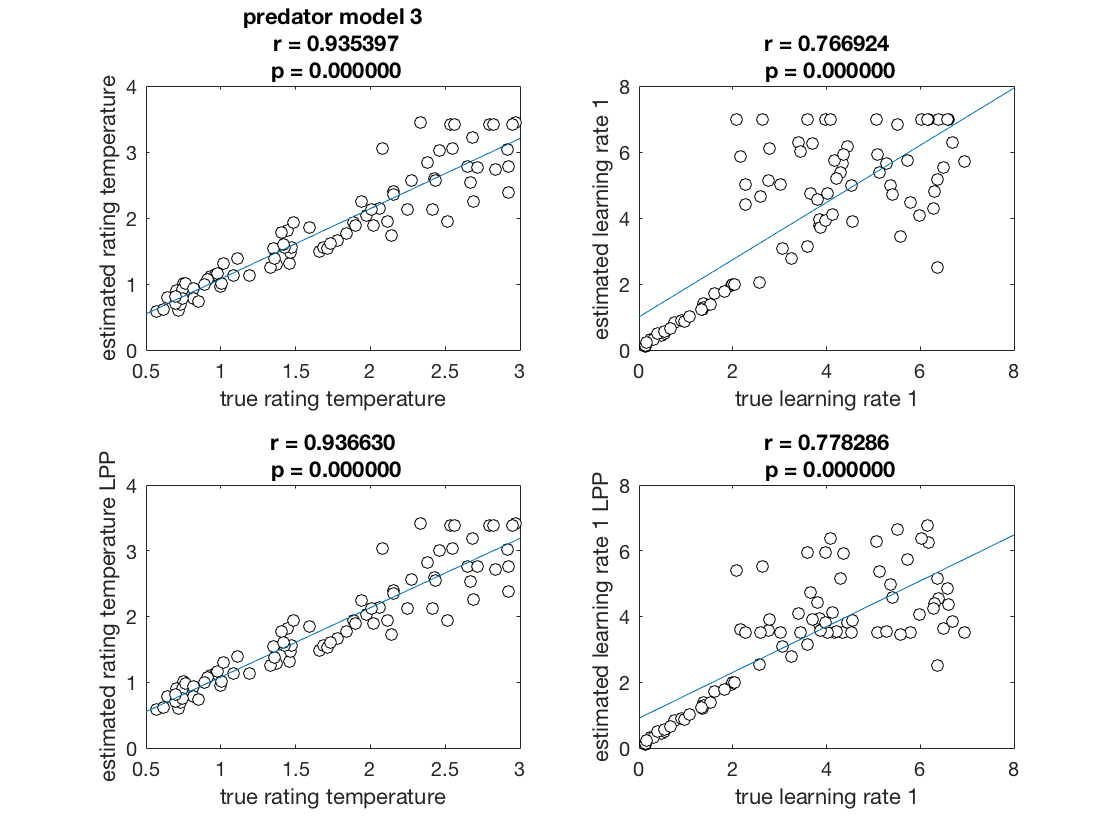 predator model 3
r = 0.935397
p = 0.000000
estimated rating temperature
4
3
2
1
0
0.5 1 1.5 2 2.5 3
true rating temperature
r = 0.766924
p = 0.000000
estimated learning rate 1
8
6
4
2
0
0 2 4 6 8
true learning rate 1
r = 0.936630
p = 0.000000
estimated rating temperature LPP
4
3
2
1
0
0.5 1 1.5 2 2.5 3
true rating temperature
r = 0.778286
p = 0.000000
estimated learning rate 1 LPP
8
6
4
2
0
0 2 4 6 8
true learning rate 1